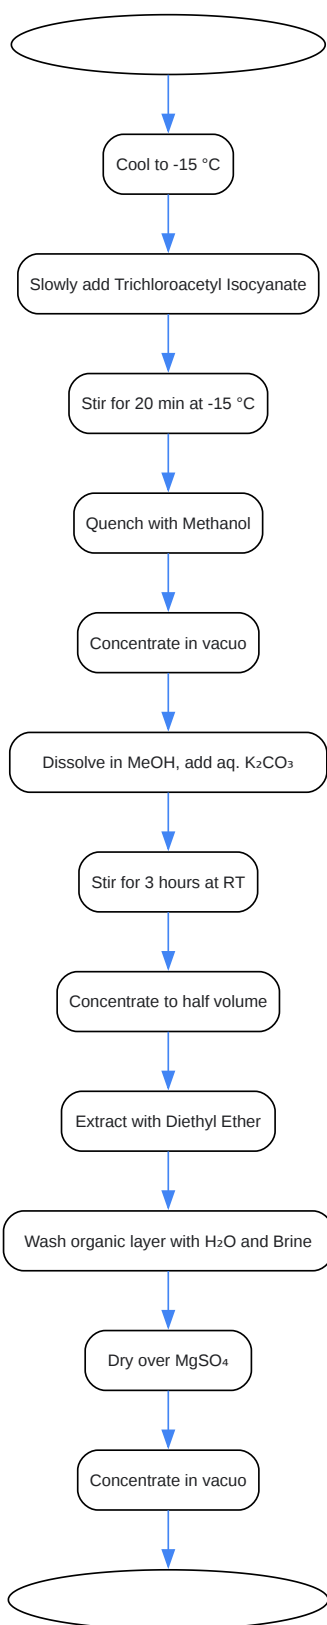 Cool to -15 °C
Slowly add Trichloroacetyl Isocyanate
Stir for 20 min at -15 °C
Quench with Methanol
Concentrate in vacuo
Dissolve in MeOH, add aq. K₂CO₃
Stir for 3 hours at RT
Concentrate to half volume
Extract with Diethyl Ether
Wash organic layer with H₂O and Brine
Dry over MgSO₄
Concentrate in vacuo